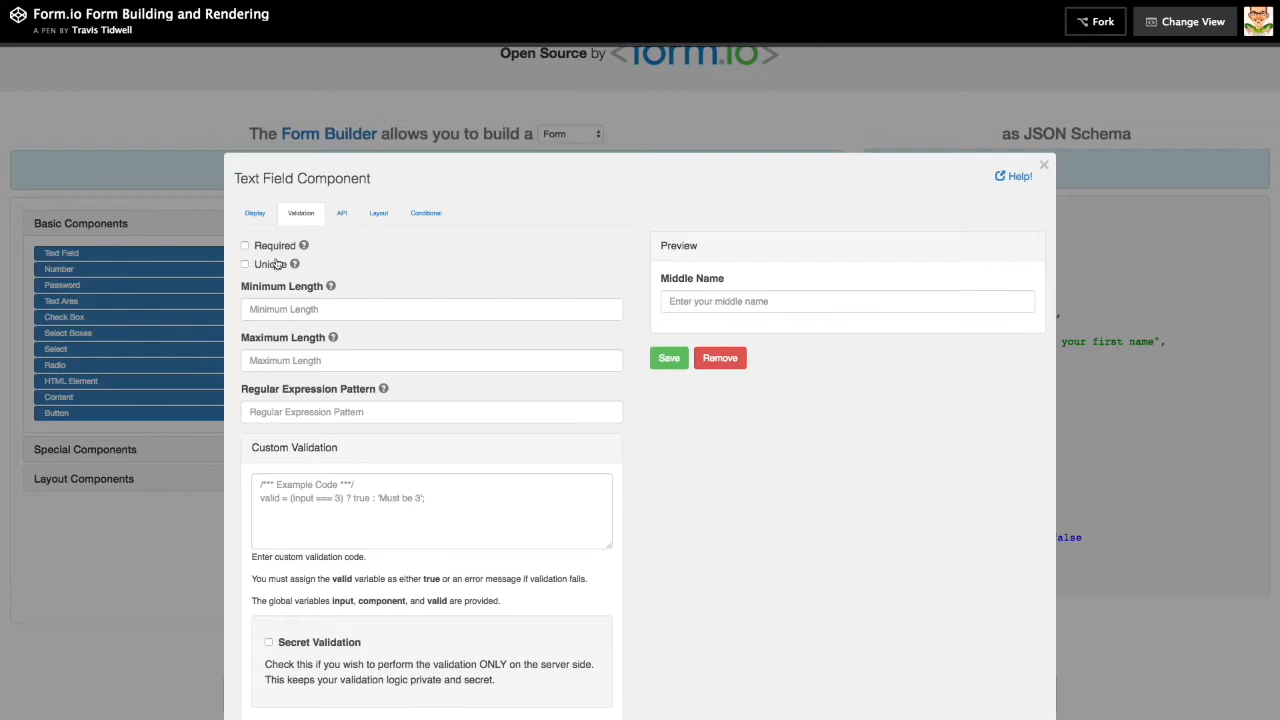 Form.io Form Building and Rendering
A PEN BY Travis Tidwell
Fork
Change View
Open Source by <form.io>
The Form Builder allows you to build a Form
as JSON Schema
Text Field Component
Help!
Display
Validation
API
Layout
Conditional
Basic Components
Text Field
Number
Password
Text Area
Check Box
Select Boxes
Select
Radio
HTML Element
Content
Button
Special Components
Layout Components
Required
Unique
Minimum Length
Minimum Length
Maximum Length
Maximum Length
Regular Expression Pattern
Regular Expression Pattern
Custom Validation
/*** Example Code ***/
valid = (input === 3) ? true : 'Must be 3';
Enter custom validation code.
You must assign the valid variable as either true or an error message if validation fails.
The global variables input, component, and valid are provided.
Secret Validation
Check this if you wish to perform the validation ONLY on the server side.
This keeps your validation logic private and secret.
Preview
Middle Name
Enter your middle name
Save
Remove
your first name",